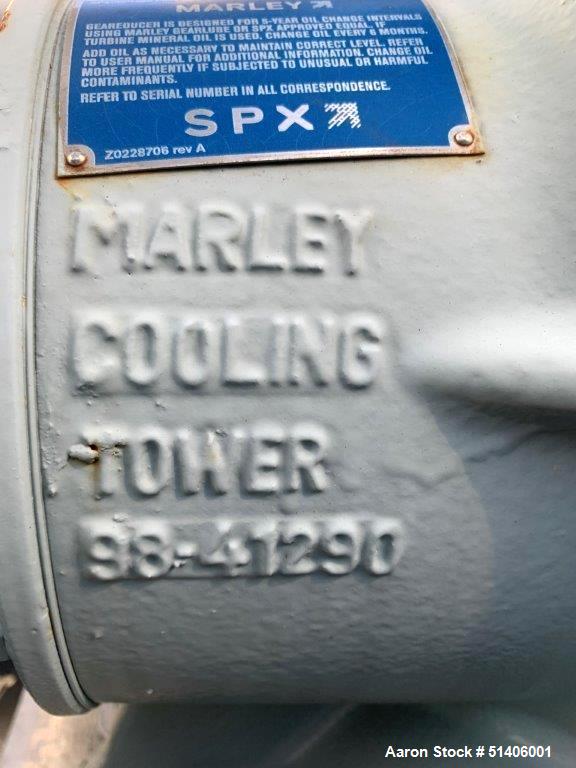 MARLEY
GEAREDUCER IS DESIGNED FOR 5-YEAR OIL CHANGE INTERVALS
USING MARLEY GEARLUBE OR SPX APPROVED EQUAL. IF
TURBINE MINERAL OIL IS USED, CHANGE OIL EVERY 6 MONTHS.
ADD OIL AS NECESSARY TO MAINTAIN CORRECT LEVEL. REFER
TO USER MANUAL FOR ADDITIONAL INFORMATION. CHANGE OIL
MORE FREQUENTLY IF SUBJECTED TO UNUSUAL OR HARMFUL
CONTAMINANTS.
REFER TO SERIAL NUMBER IN ALL CORRESPONDENCE.
SPX
Z0228706 rev A
MARLEY
COOLING
TOWER
98-41290
Aaron Stock # 51406001